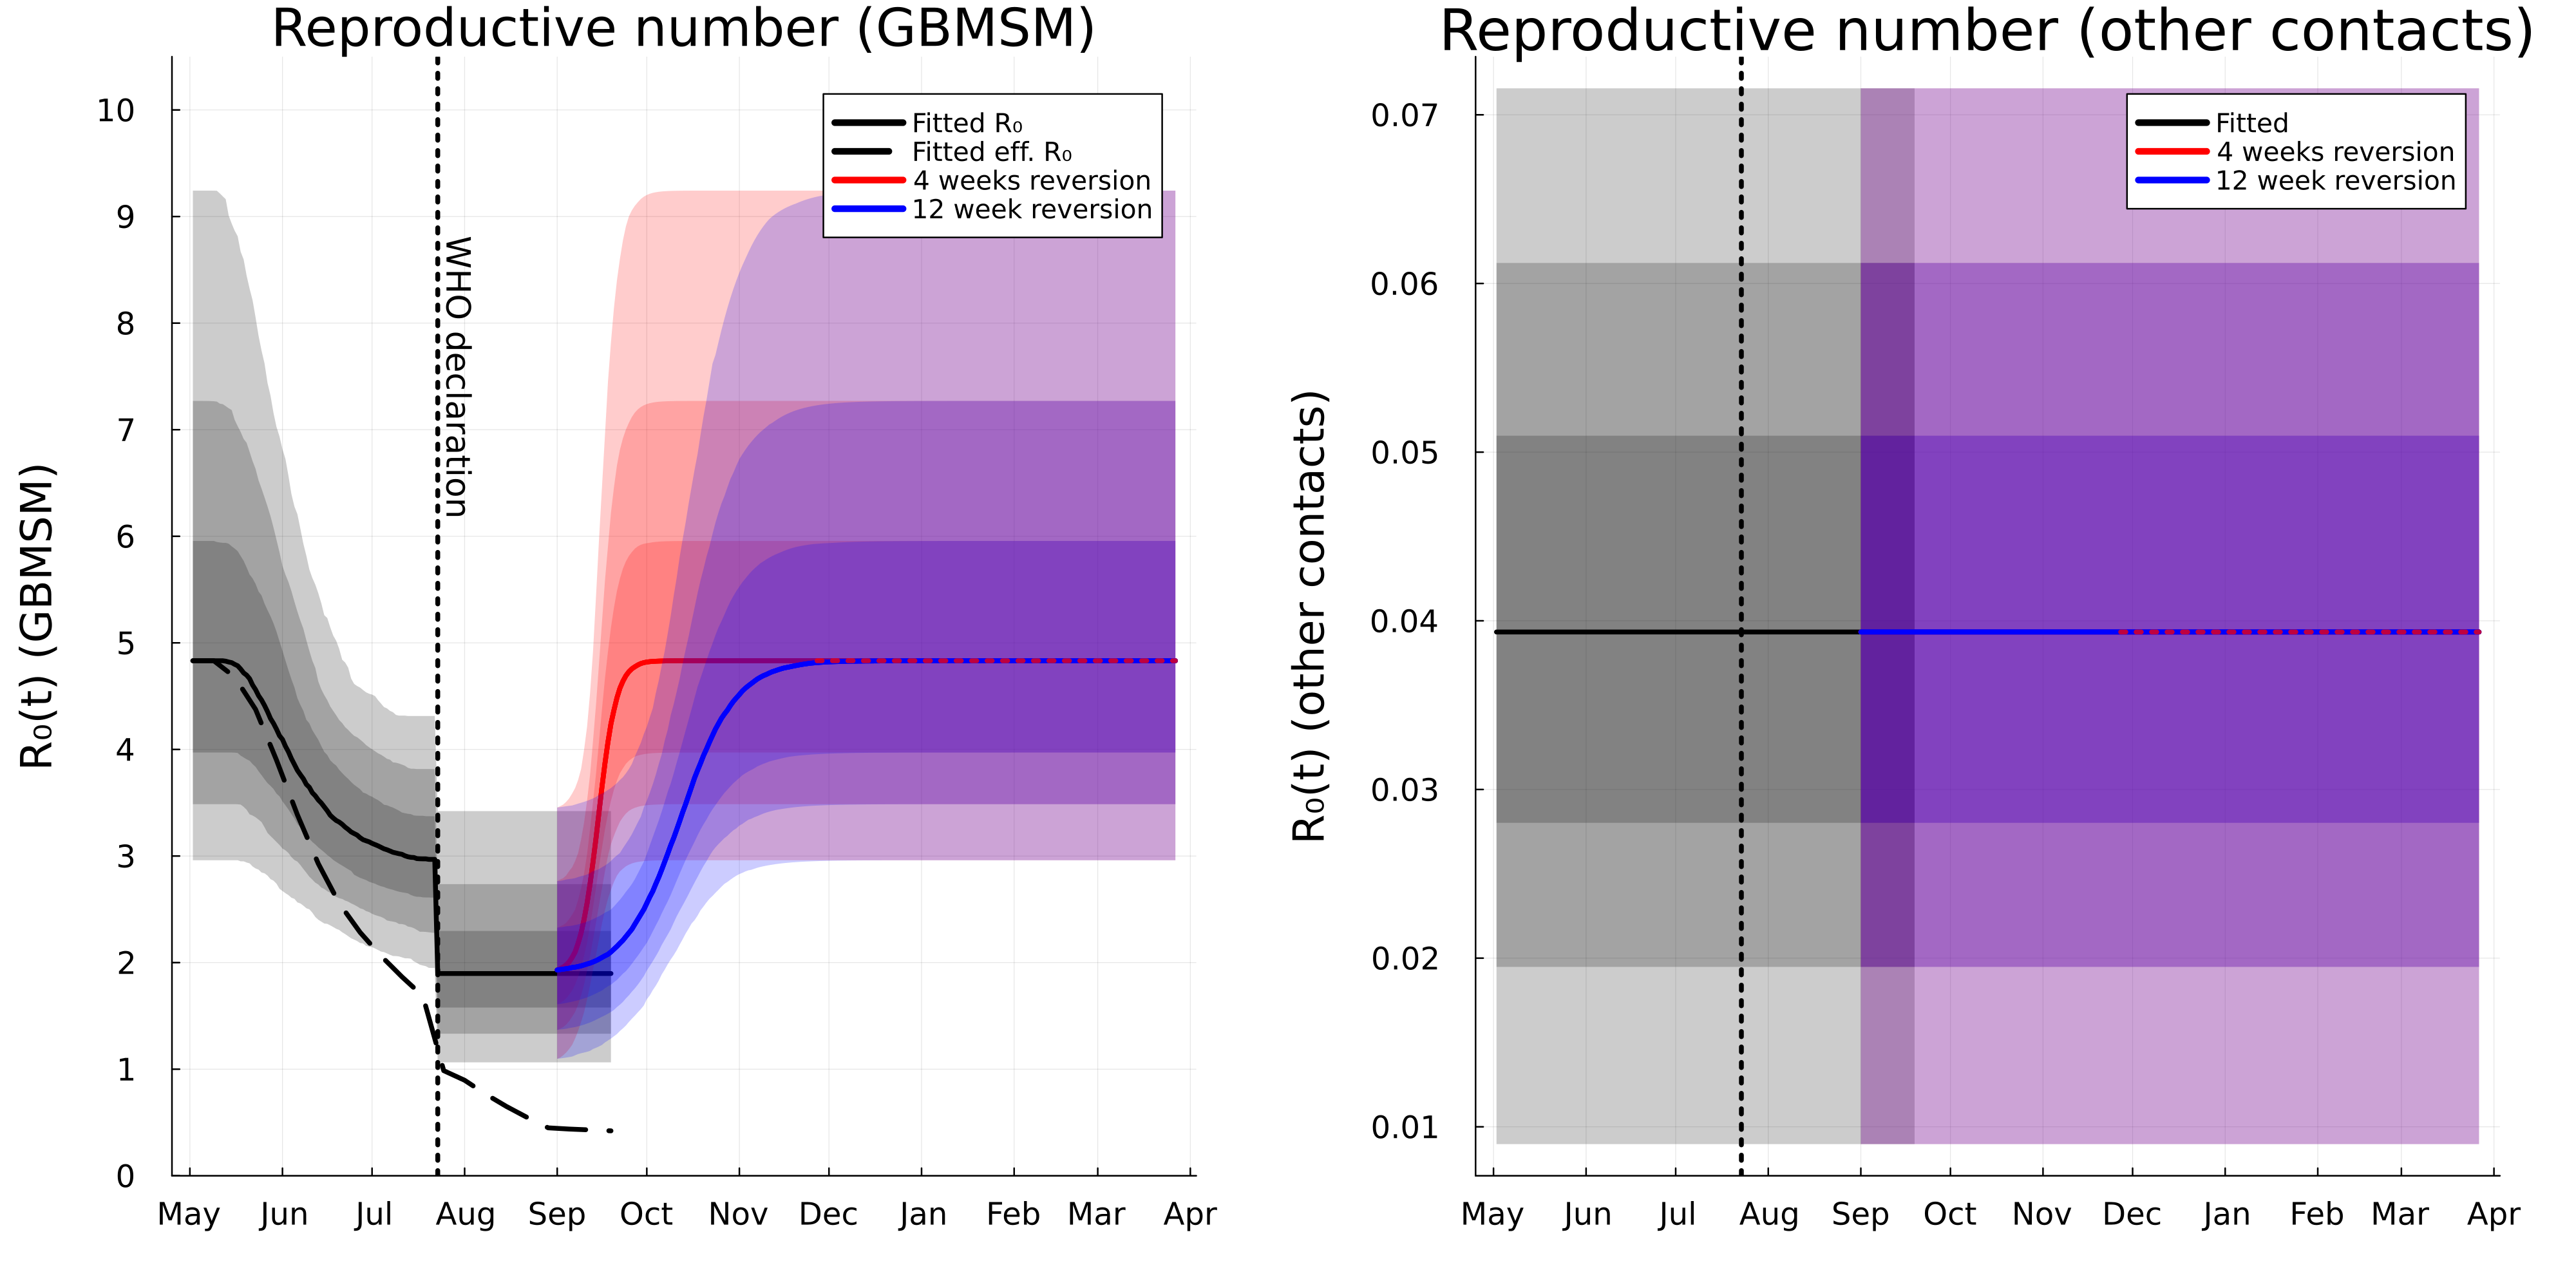 Reproductive number (GBMSM)
R₀(t) (GBMSM)
10
9
8
7
6
5
4
3
2
1
0
WHO declaration
Fitted R₀
Fitted eff. R₀
4 weeks reversion
12 week reversion
May Jun Jul Aug Sep Oct Nov Dec Jan Feb Mar Apr
Reproductive number (other contacts)
R₀(t) (other contacts)
0.07
0.06
0.05
0.04
0.03
0.02
0.01
Fitted
4 weeks reversion
12 week reversion
May Jun Jul Aug Sep Oct Nov Dec Jan Feb Mar Apr